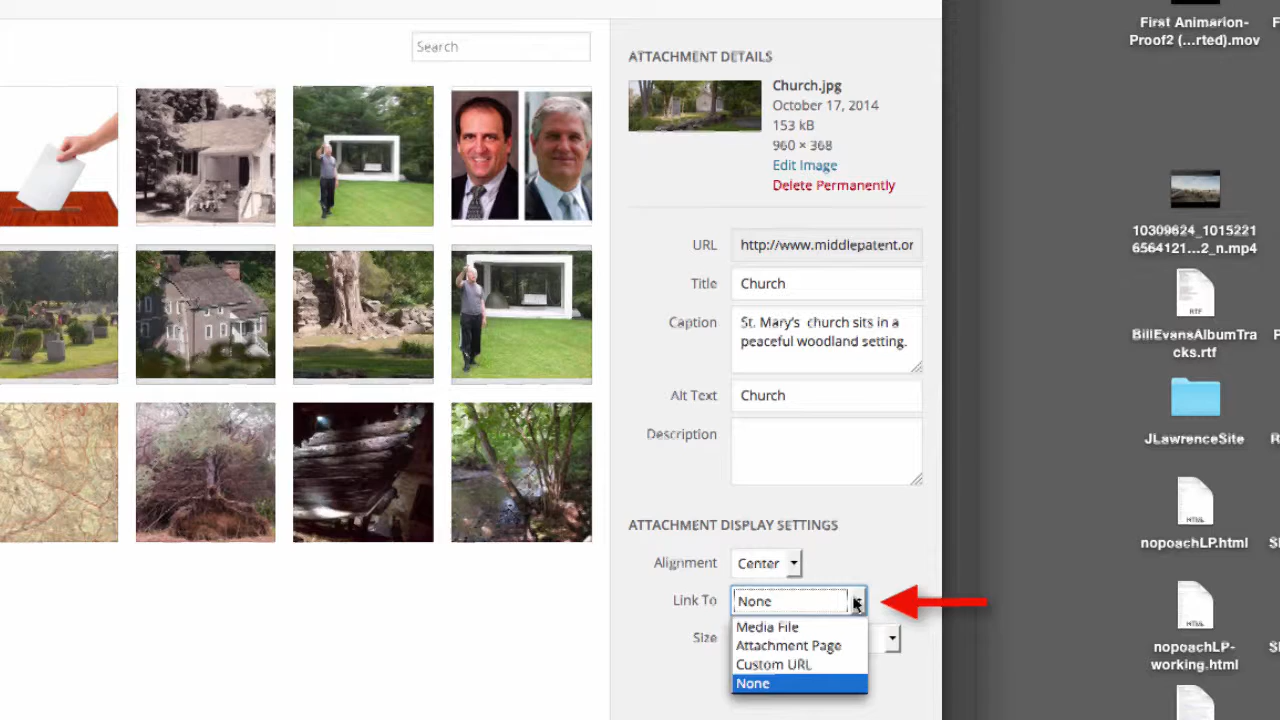 Search
ATTACHMENT DETAILS
Church.jpg
October 17, 2014
153 kB
960 × 368
Edit Image
Delete Permanently
URL
http://www.middlepatent.or
Title
Church
Caption
St. Mary's church sits in a
peaceful woodland setting.
Alt Text
Church
Description
ATTACHMENT DISPLAY SETTINGS
Alignment
Center
Link To
None
Media File
Attachment Page
Custom URL
None
Size
First Animarion-
Proof2 (...rted).mov
10309624_1015221
6564121...2_n.mp4
RTF
BillEvansAlbumTra
cks.rtf
JLawrenceSite
HTML
nopoachLP.html
HTML
nopoachLP-
working.html